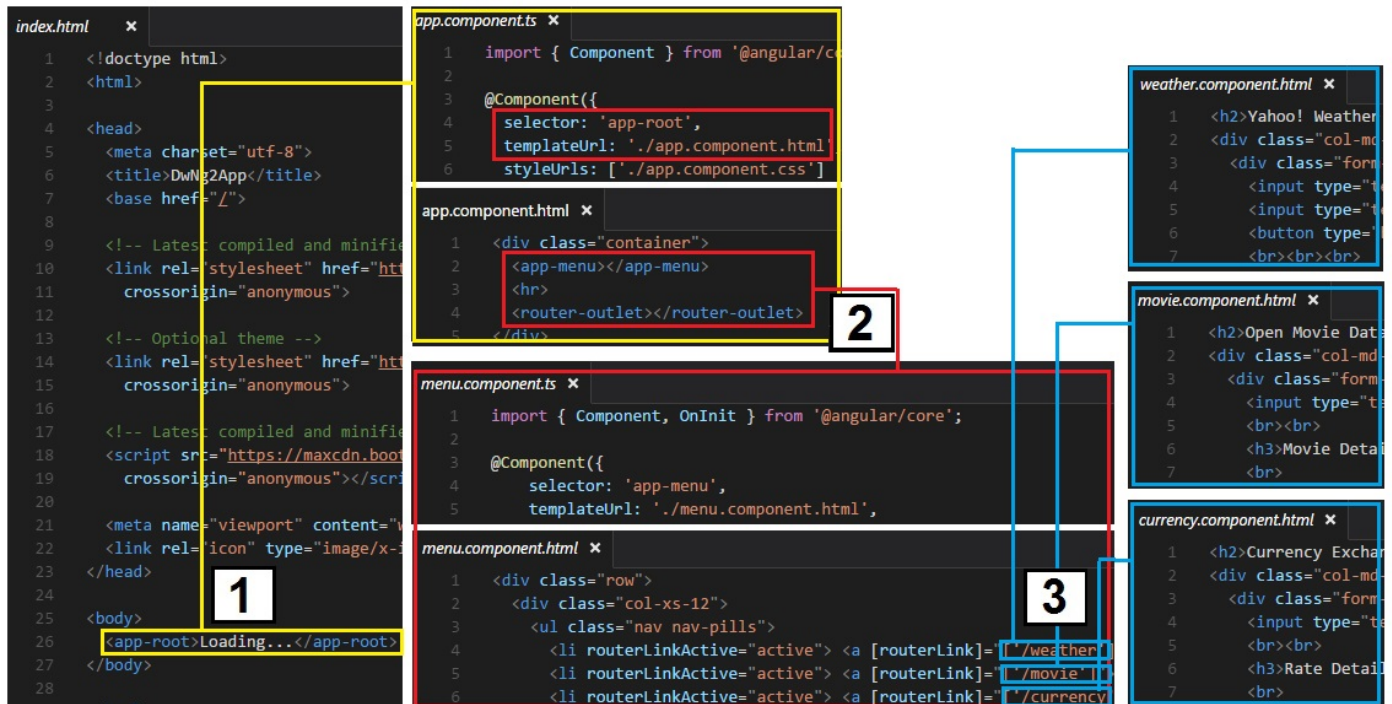 index.html ×
1 <!doctype html>
2 <html>
3
4 <head>
5 <meta charset="utf-8">
6 <title>DwNg2App</title>
7 <base href="/">
8
9 <!-- Latest compiled and minifie
10 <link rel="stylesheet" href="htt
11 crossorigin="anonymous">
12
13 <!-- Optional theme -->
14 <link rel="stylesheet" href="htt
15 crossorigin="anonymous">
16
17 <!-- Latest compiled and minifie
18 <script src="https://maxcdn.boot
19 crossorigin="anonymous"></scri
20
21 <meta name="viewport" content="w
22 <link rel="icon" type="image/x-i
23 </head>
24
25 <body>
26 <app-root>Loading...</app-root>
27 </body>
28
1
app.component.ts ×
1 import { Component } from '@angular/co
2
3 @Component({
4 selector: 'app-root',
5 templateUrl: './app.component.html'
6 styleUrls: ['./app.component.css']
app.component.html ×
1 <div class="container">
2 <app-menu></app-menu>
3 <hr>
4 <router-outlet></router-outlet>
5 </div>
2
menu.component.ts ×
1 import { Component, OnInit } from '@angular/core';
2
3 @Component({
4 selector: 'app-menu',
5 templateUrl: './menu.component.html',
menu.component.html ×
1 <div class="row">
2 <div class="col-xs-12">
3 <ul class="nav nav-pills">
4 <li routerLinkActive="active"> <a [routerLink]="['/weather'
5 <li routerLinkActive="active"> <a [routerLink]="['/movie']"
6 <li routerLinkActive="active"> <a [routerLink]="['/currency
3
weather.component.html ×
1 <h2>Yahoo! Weather
2 <div class="col-md-
3 <div class="form-
4 <input type="te
5 <input type="te
6 <button type="b
7 <br><br><br>
movie.component.html ×
1 <h2>Open Movie Data
2 <div class="col-md-
3 <div class="form-
4 <input type="te
5 <br><br>
6 <h3>Movie Detai
7 <br>
currency.component.html ×
1 <h2>Currency Exchan
2 <div class="col-md-
3 <div class="form-
4 <input type="te
5 <br><br>
6 <h3>Rate Detail
7 <br>